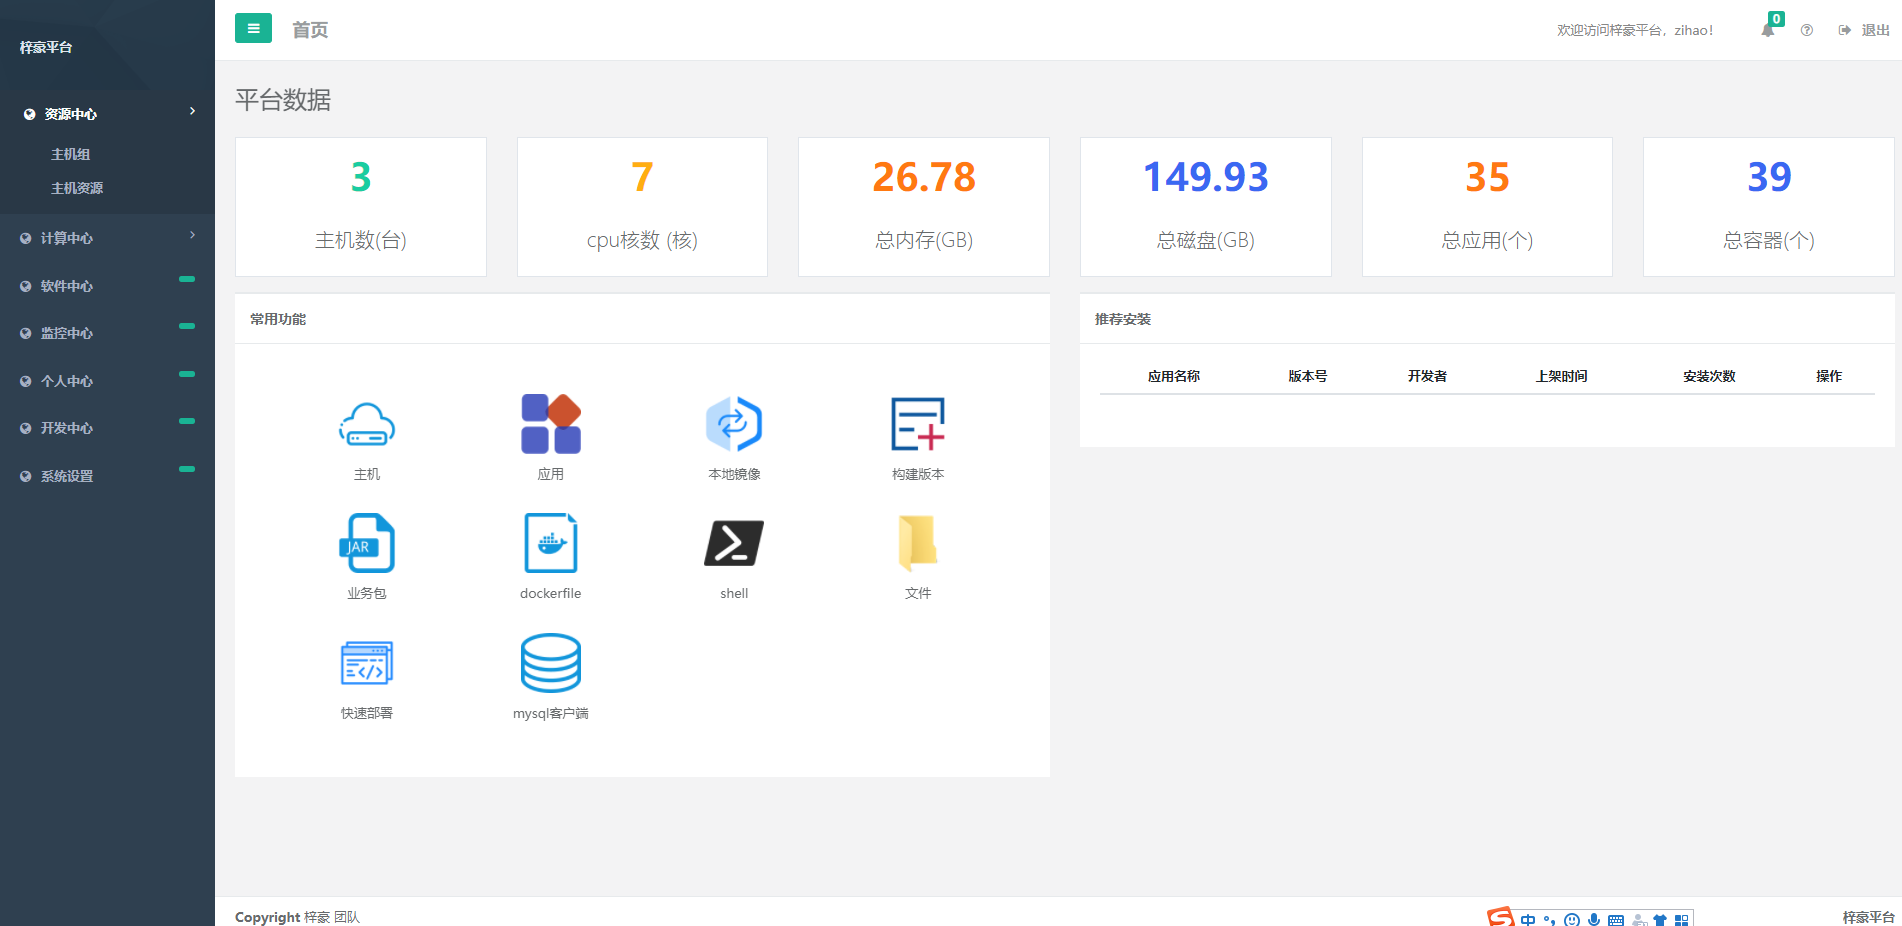 梓豪平台
资源中心
主机组
主机资源
计算中心
软件中心
监控中心
个人中心
开发中心
系统设置
首页
欢迎访问梓豪平台，zihao！
0
退出
平台数据
3
主机数(台)
7
cpu核数 (核)
26.78
总内存(GB)
149.93
总磁盘(GB)
35
总应用(个)
39
总容器(个)
常用功能
主机
应用
本地镜像
构建版本
JAR
业务包
dockerfile
shell
文件
快速部署
mysql客户端
推荐安装
应用名称 版本号 开发者 上架时间 安装次数 操作
Copyright 梓豪 团队
S 中
梓豪平台